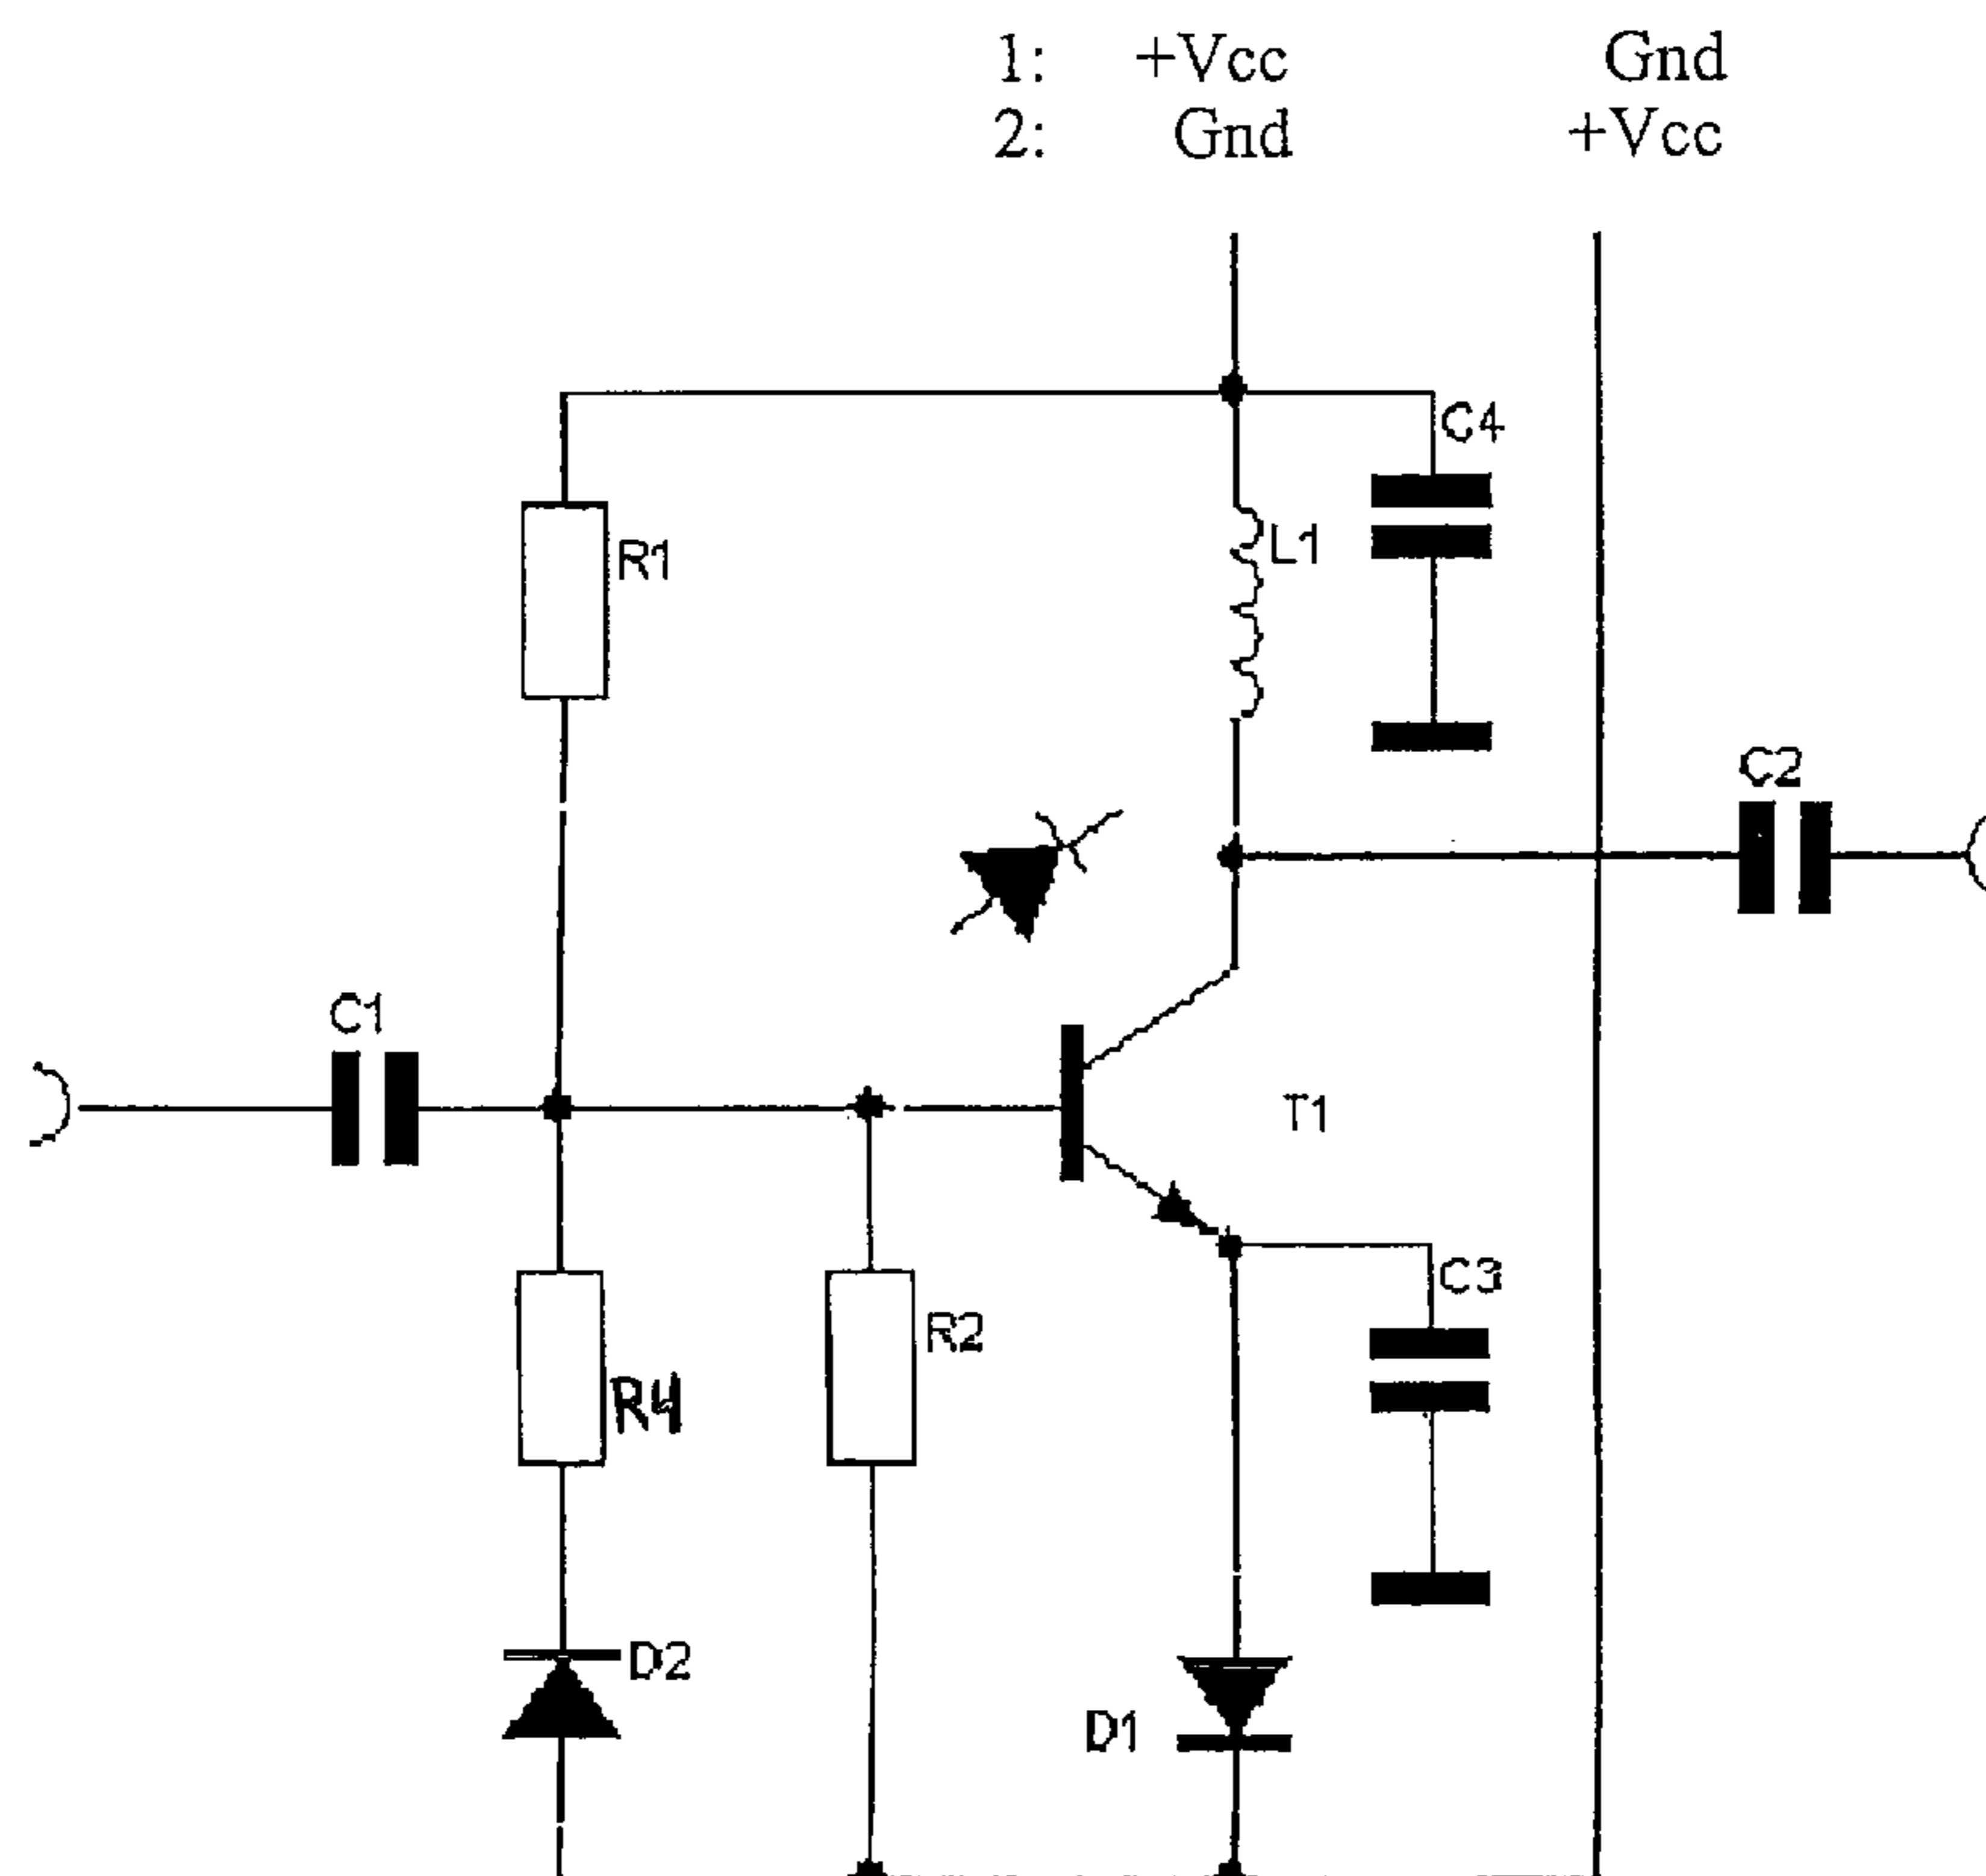 1: +Vcc Gnd
2: Gnd +Vcc
C4
L1
R1
C2
C1
T1
C3
R2
R4
D2
D1